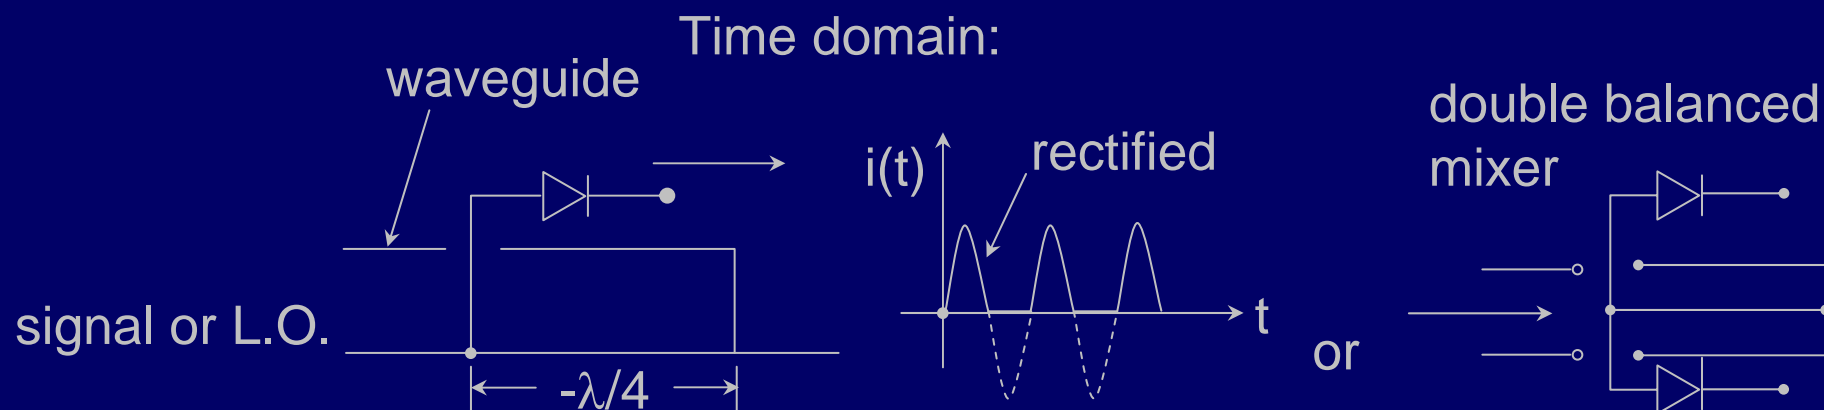 Time domain:
waveguide
signal or L.O.
-λ/4
i(t)
rectified
t
or
double balanced
mixer